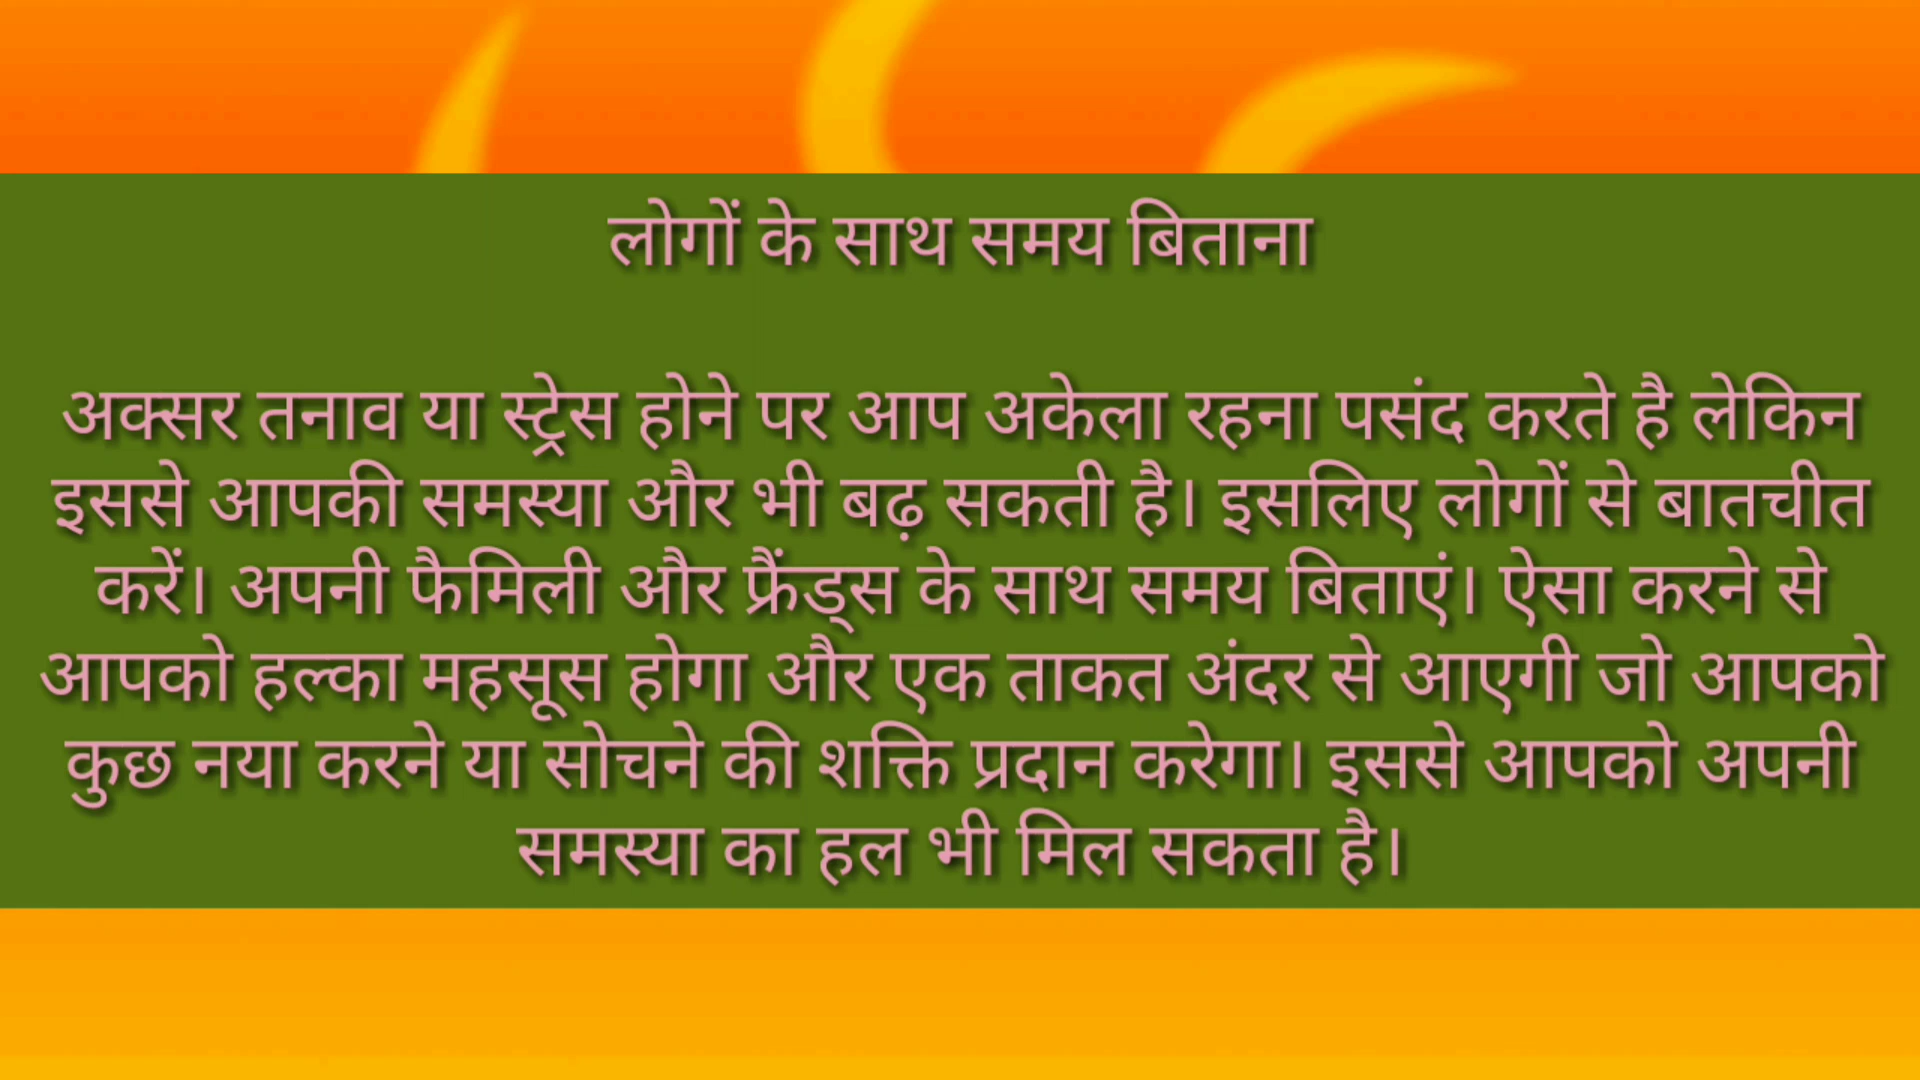 लोगों के साथ समय बिताना
अक्सर तनाव या स्ट्रेस होने पर आप अकेला रहना पसंद करते है लेकिन
इससे आपकी समस्या और भी बढ़ सकती है। इसलिए लोगों से बातचीत
करें। अपनी फैमिली और फ्रैंड्स के साथ समय बिताएं। ऐसा करने से
आपको हल्का महसूस होगा और एक ताकत अंदर से आएगी जो आपको
कुछ नया करने या सोचने की शक्ति प्रदान करेगा। इससे आपको अपनी
समस्या का हल भी मिल सकता है।